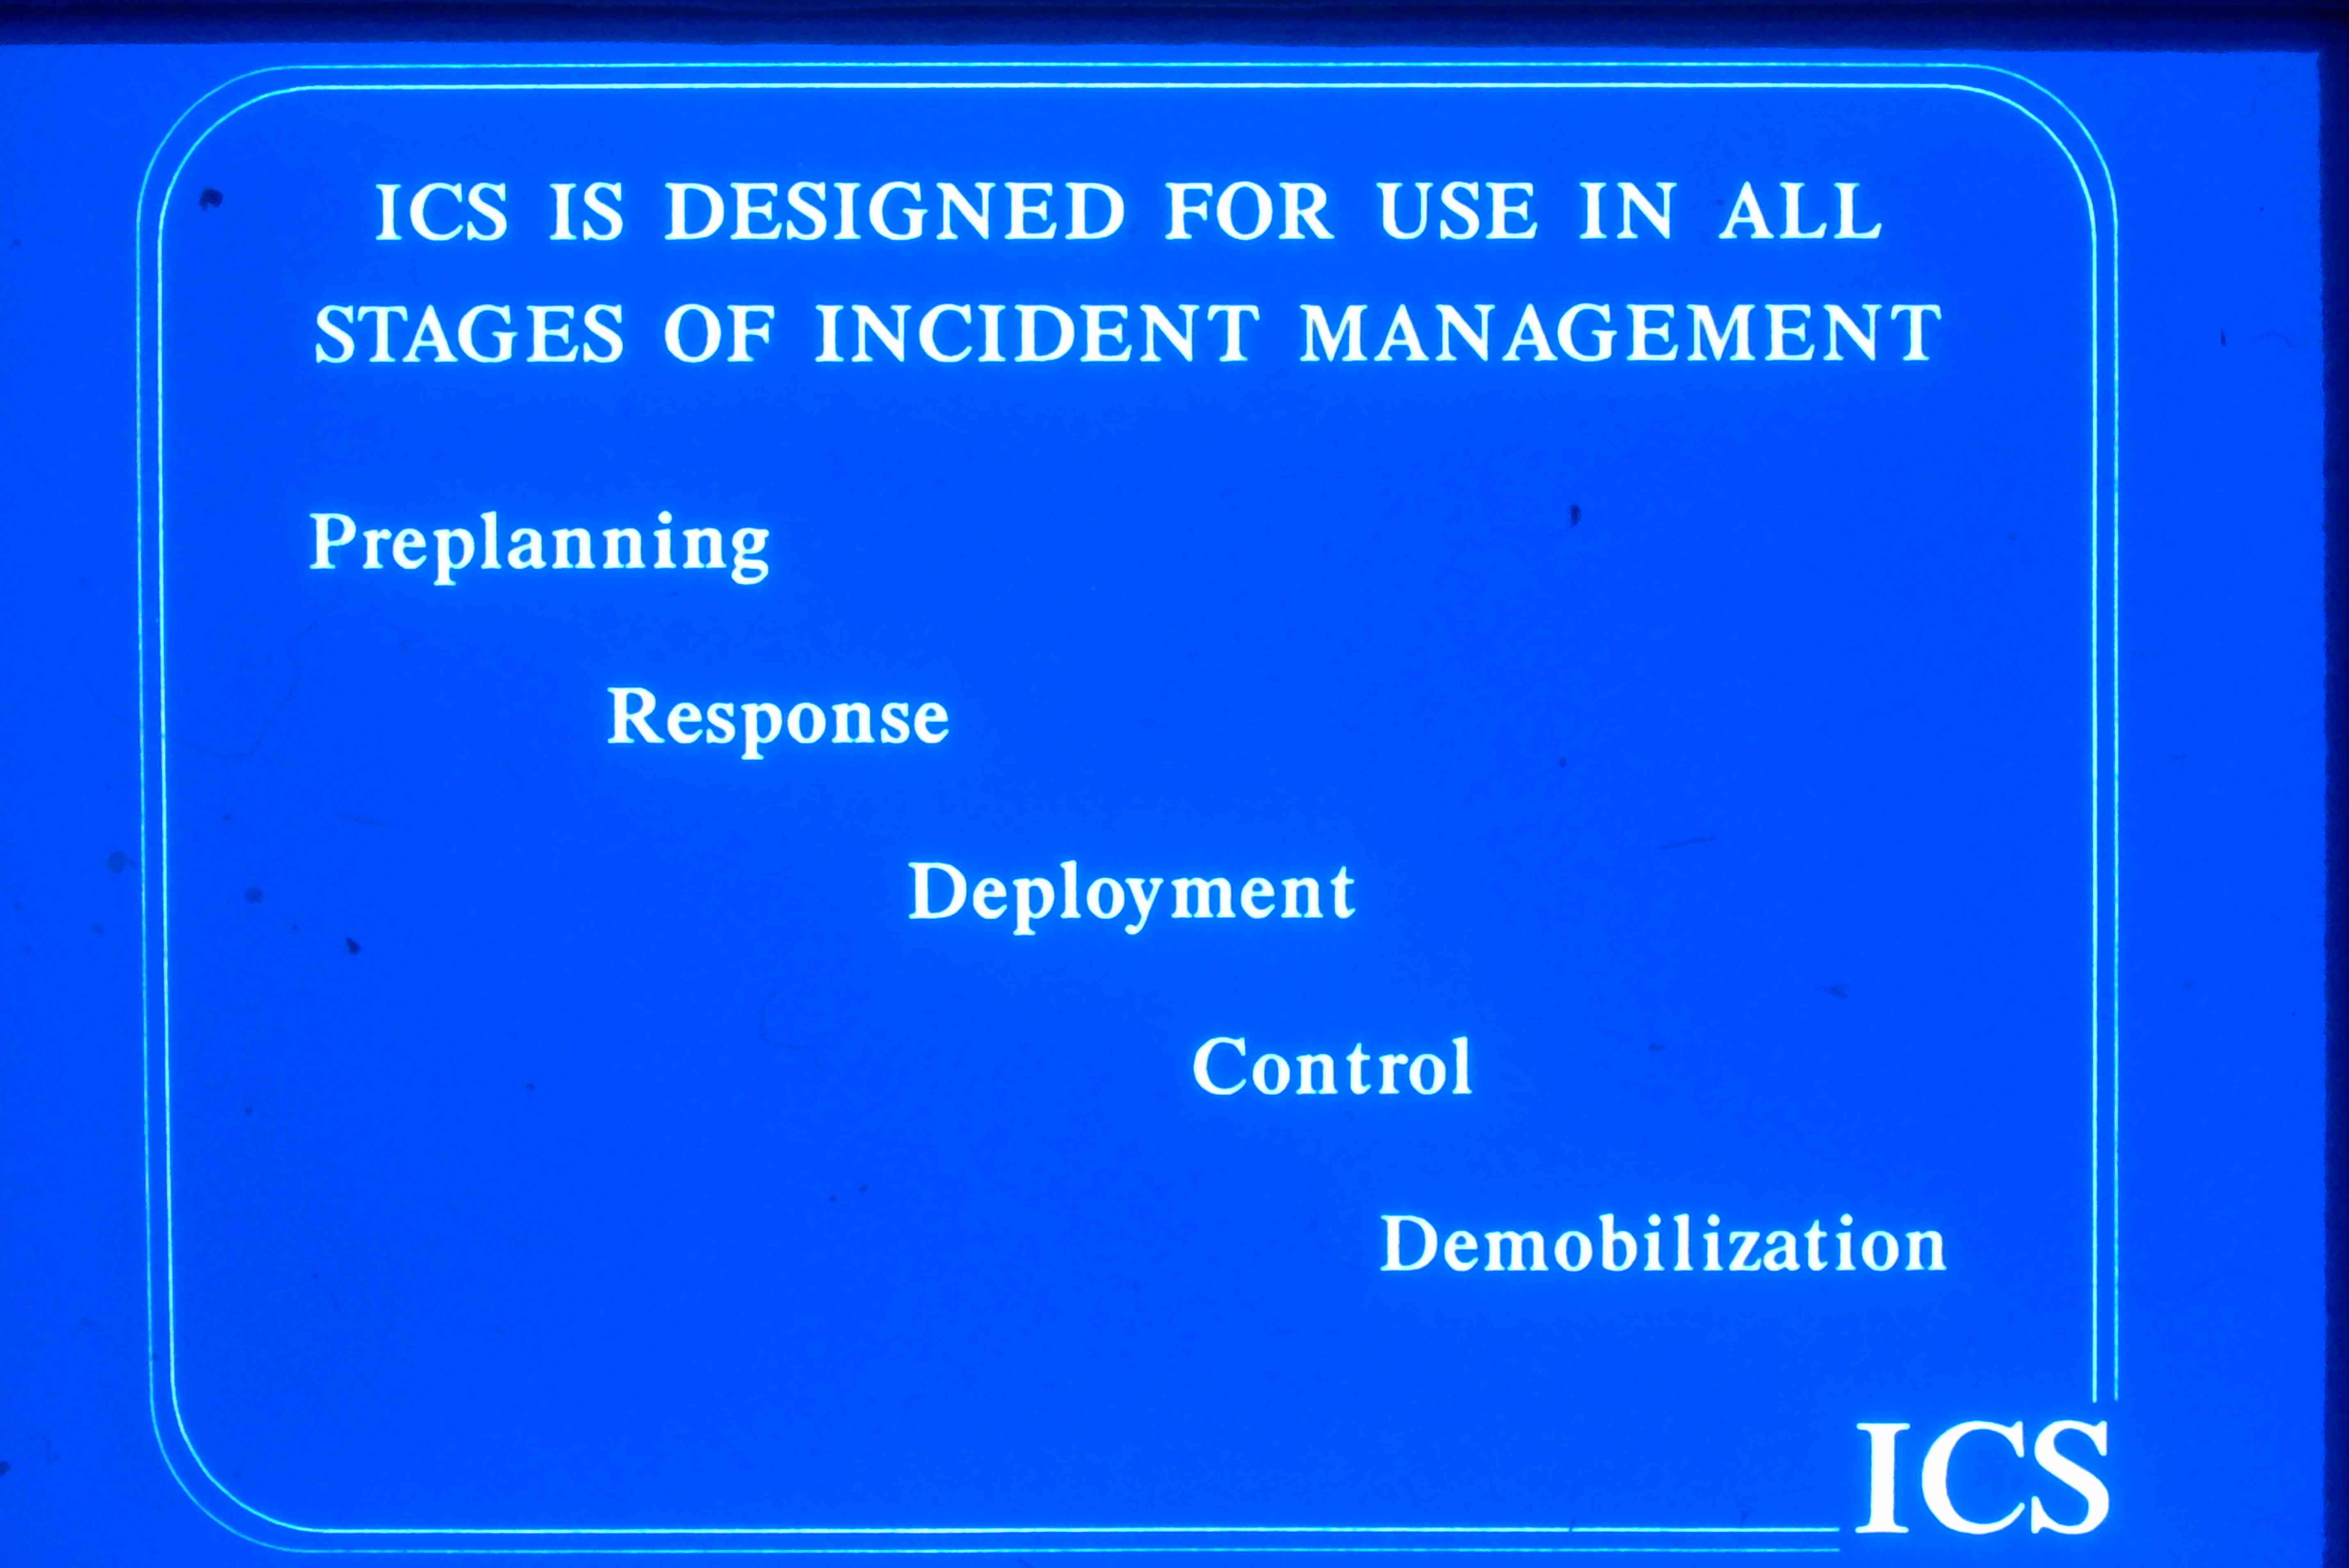 ICS IS DESIGNED FOR USE IN ALL
STAGES OF INCIDENT MANAGEMENT
Preplanning
Response
Deployment
Control
Demobilization
ICS